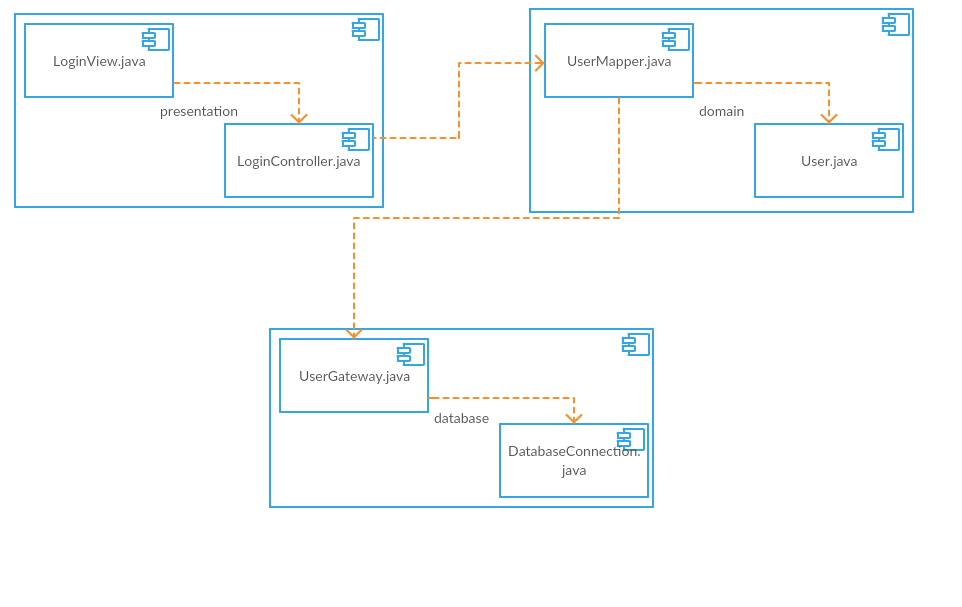 LoginView.java
presentation
LoginController.java
UserMapper.java
domain
User.java
UserGateway.java
database
DatabaseConnection.
java